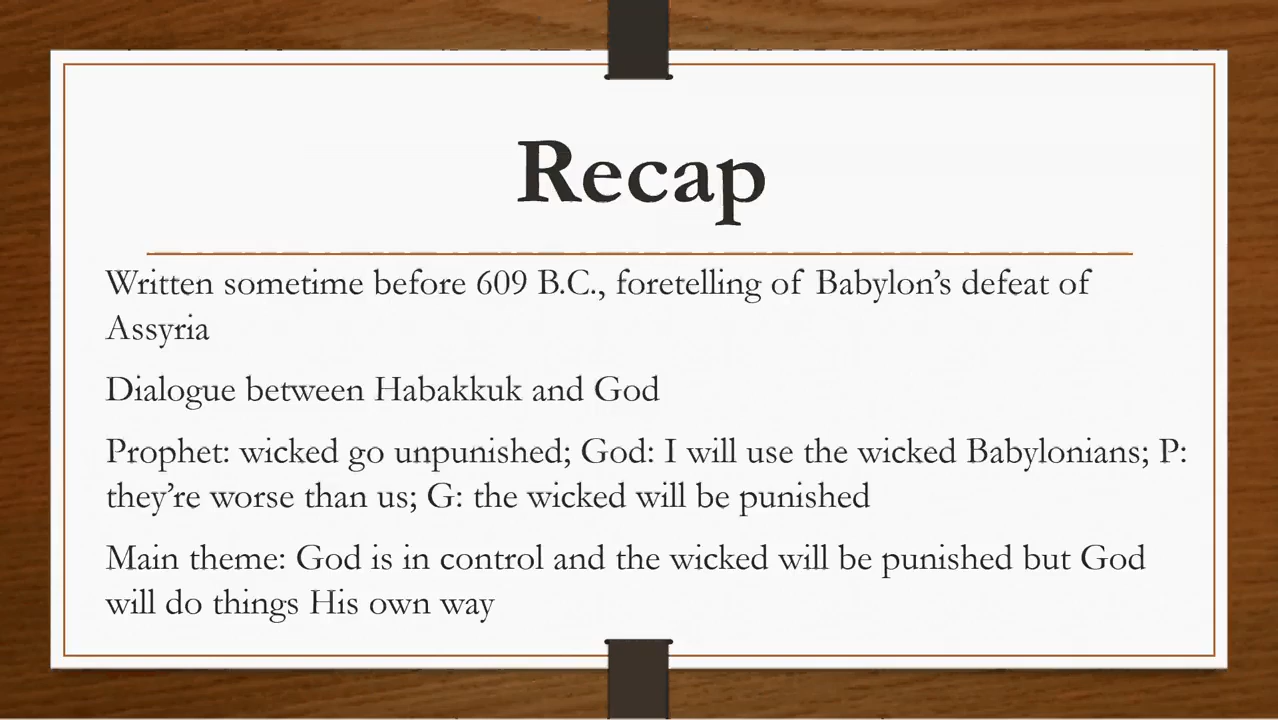 Recap
Written sometime before 609 B.C., foretelling of Babylon’s defeat of
Assyria
Dialogue between Habakkuk and God
Prophet: wicked go unpunished; God: I will use the wicked Babylonians; P:
they’re worse than us; G: the wicked will be punished
Main theme: God is in control and the wicked will be punished but God
will do things His own way